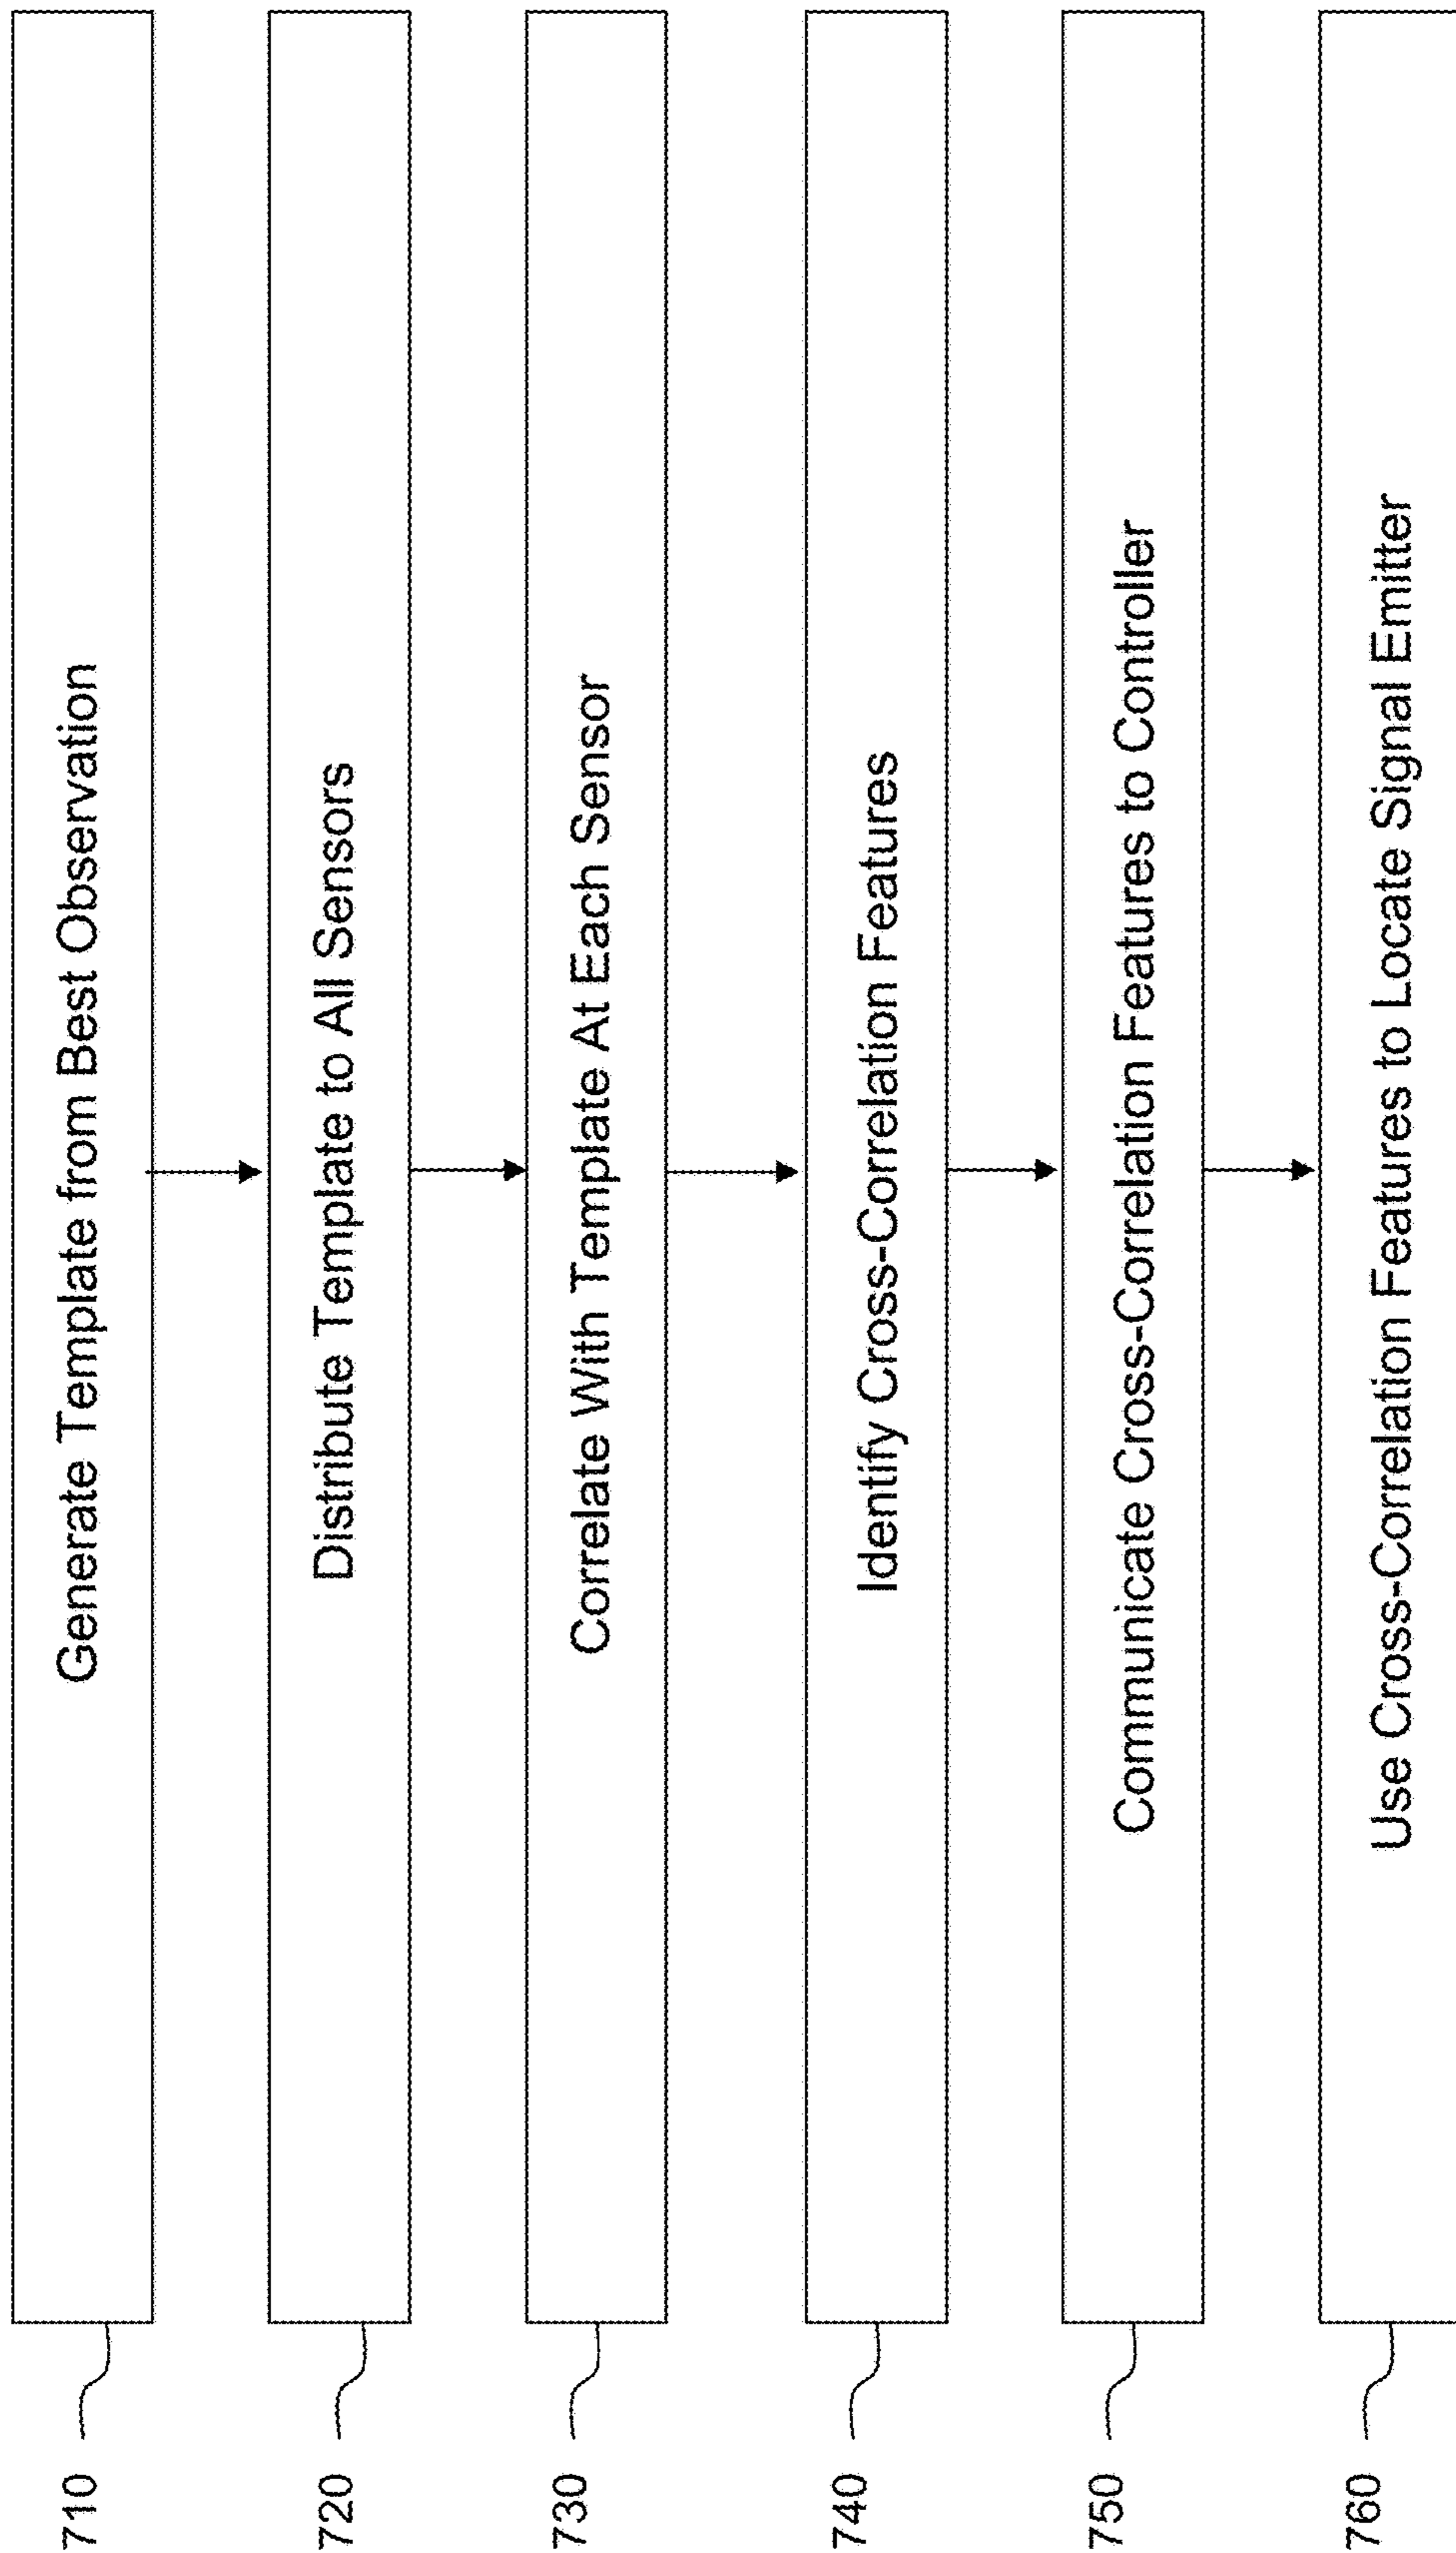 710
Generate Template from Best Observation
720
Distribute Template to All Sensors
730
Correlate With Template At Each Sensor
740
Identify Cross-Correlation Features
750
Communicate Cross-Correlation Features to Controller
760
Use Cross-Correlation Features to Locate Signal Emitter